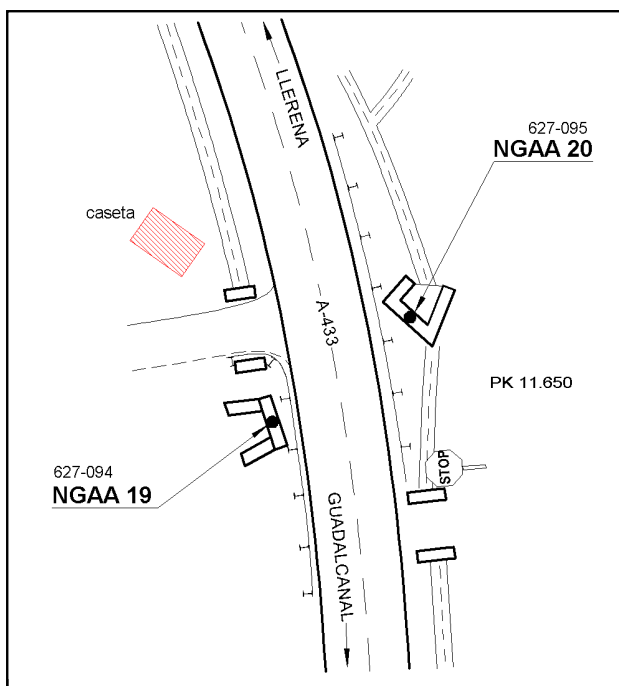 LLERENA
627-095
NGAA 20
caseta
A-433
PK 11.650
STOP
627-094
NGAA 19
GUADALCANAL